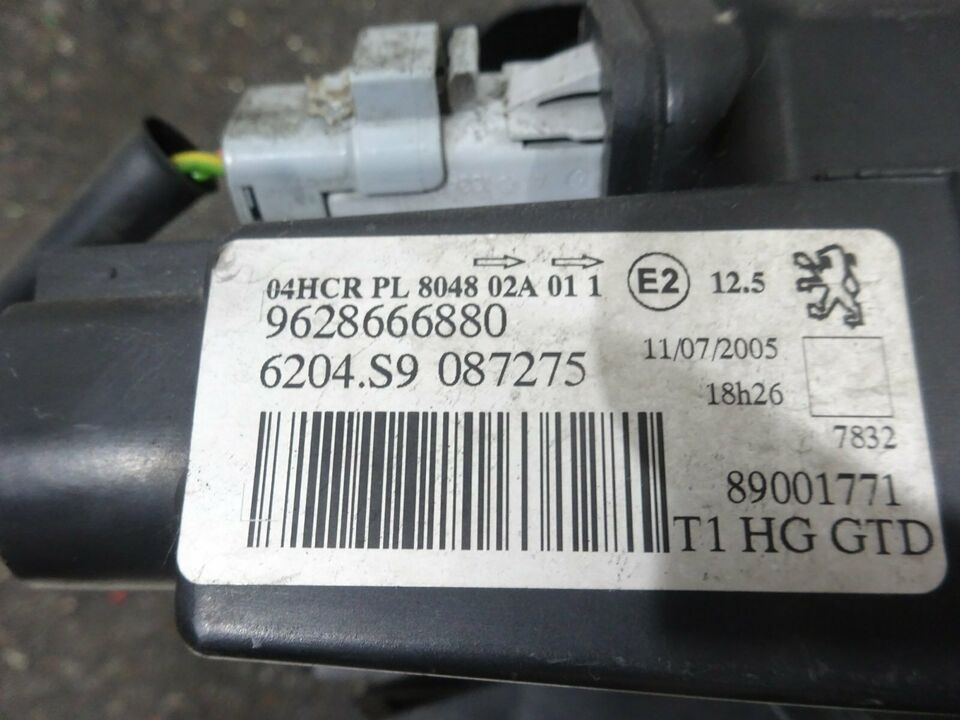 04HCR PL 8048 02A 01 1 E2 12.5
9628666880
6204.S9 087275
11/07/2005
18h26
7832
89001771
T1 HG GTD